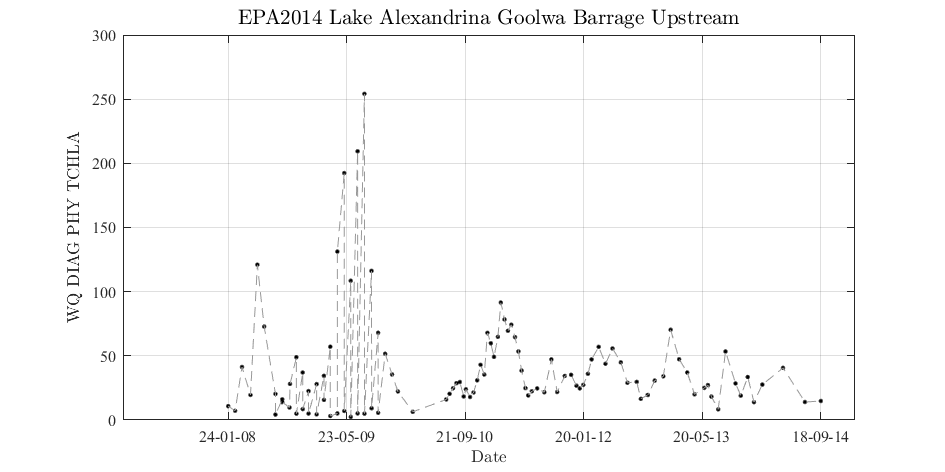 EPA2014 Lake Alexandrina Goolwa Barrage Upstream
300
250
200
150
100
50
0
WQ DIAG PHY TCHLA
24-01-08 23-05-09 21-09-10 20-01-12 20-05-13 18-09-14
Date